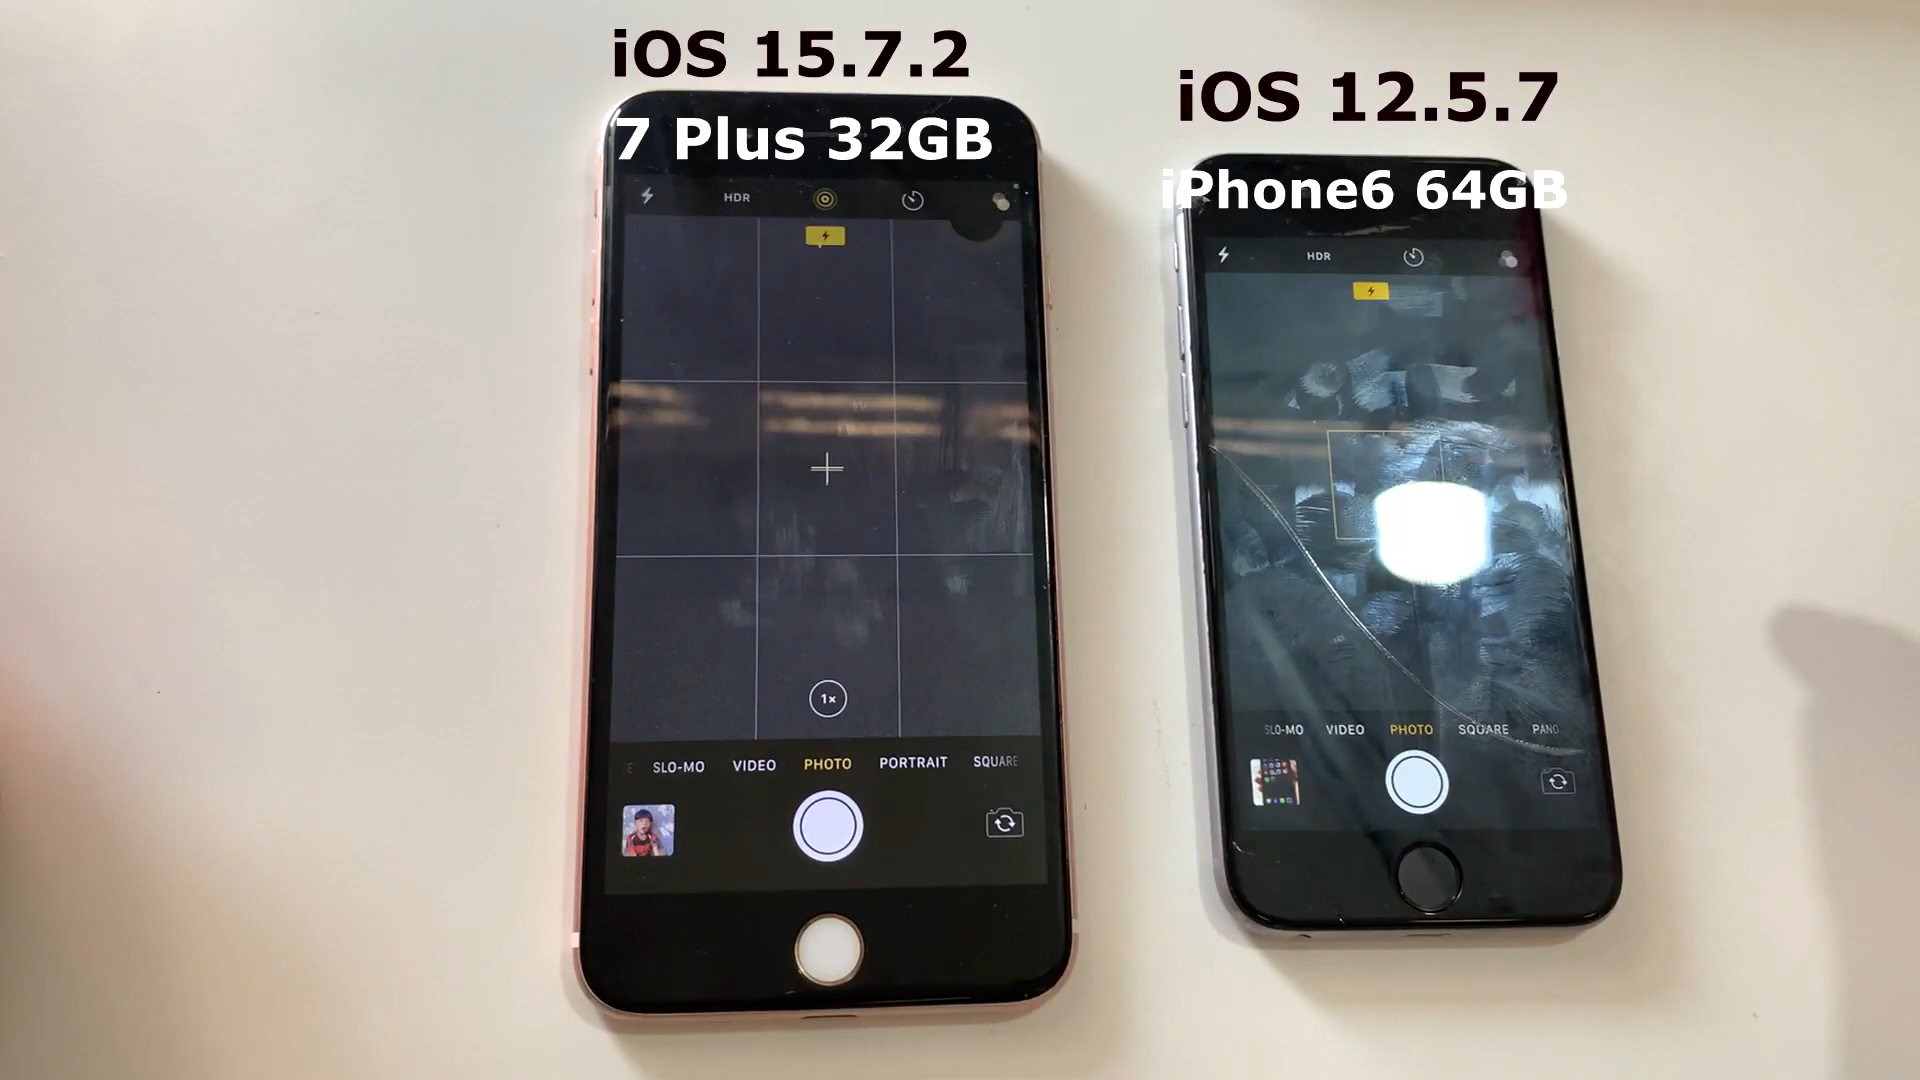 iOS 15.7.2
7 Plus 32GB
HDR
1×
SLO-MO VIDEO PHOTO PORTRAIT SQUARE
iOS 12.5.7
iPhone6 64GB
HDR
SLO-MO VIDEO PHOTO SQUARE PANO